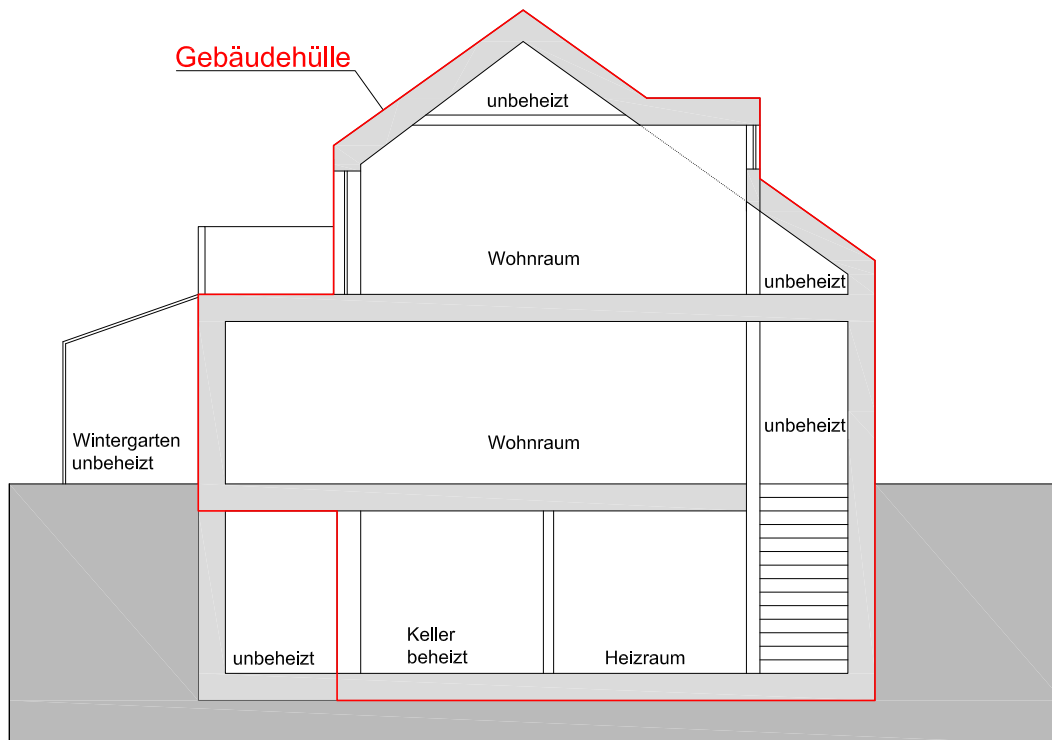 Gebäudehülle
unbeheizt
Wohnraum
unbeheizt
Wintergarten
unbeheizt
Wohnraum
unbeheizt
unbeheizt
Keller
beheizt
Heizraum